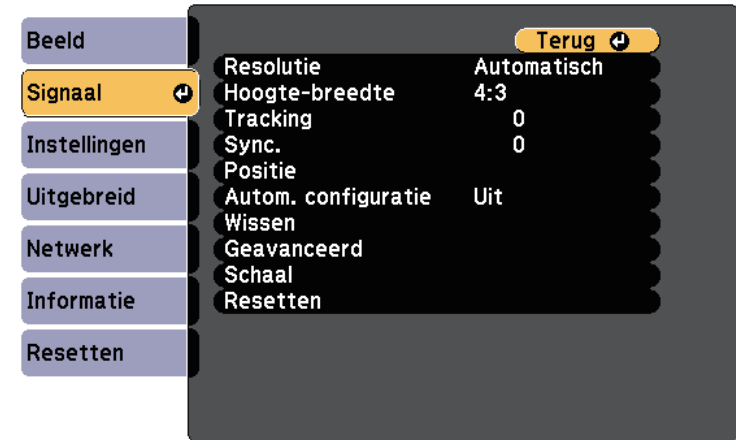 Beeld
Signaal
Instellingen
Uitgebreid
Netwerk
Informatie
Resetten
Terug
Resolutie Automatisch
Hoogte-breedte 4:3
Tracking 0
Sync. 0
Positie
Autom. configuratie Uit
Wissen
Geavanceerd
Schaal
Resetten